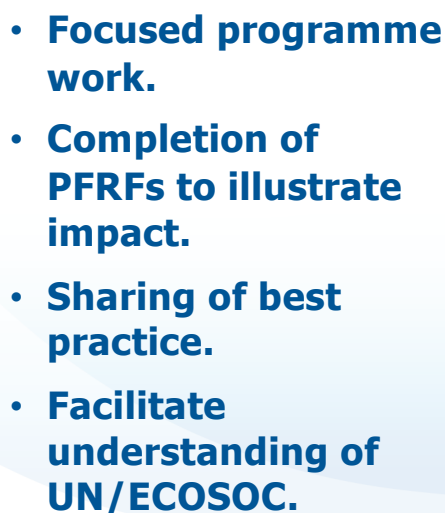 • Focused programme
work.
• Completion of
PFRFs to illustrate
impact.
• Sharing of best
practice.
• Facilitate
understanding of
UN/ECOSOC.